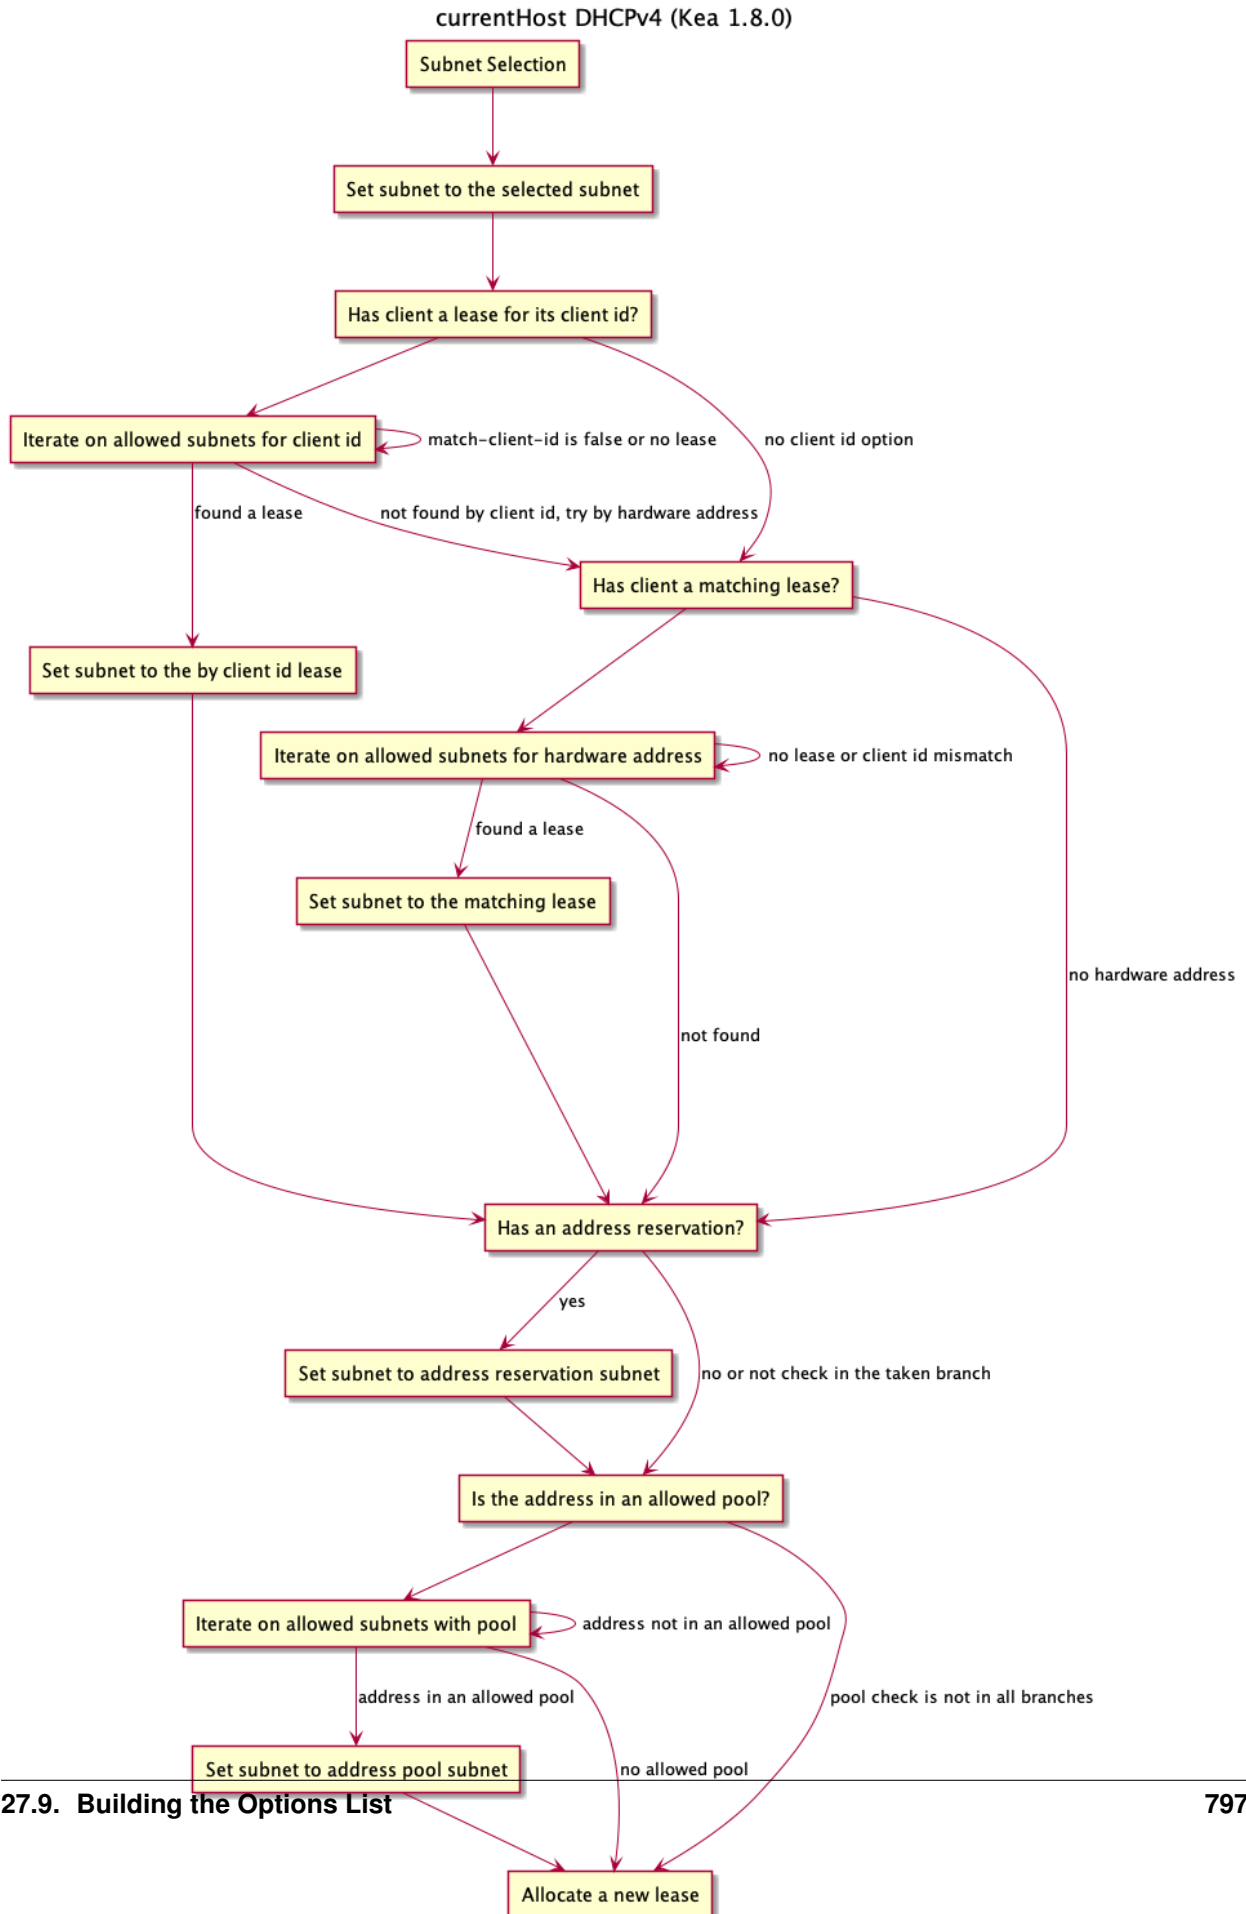 currentHost DHCPv4 (Kea 1.8.0)
Subnet Selection
Set subnet to the selected subnet
Has client a lease for its client id?
Iterate on allowed subnets for client id
match-client-id is false or no lease
no client id option
found a lease
not found by client id, try by hardware address
Has client a matching lease?
Set subnet to the by client id lease
Iterate on allowed subnets for hardware address
no lease or client id mismatch
found a lease
Set subnet to the matching lease
no hardware address
not found
Has an address reservation?
yes
Set subnet to address reservation subnet
no or not check in the taken branch
Is the address in an allowed pool?
Iterate on allowed subnets with pool
address not in an allowed pool
address in an allowed pool
pool check is not in all branches
Set subnet to address pool subnet
no allowed pool
27.9. Building the Options List
797
Allocate a new lease